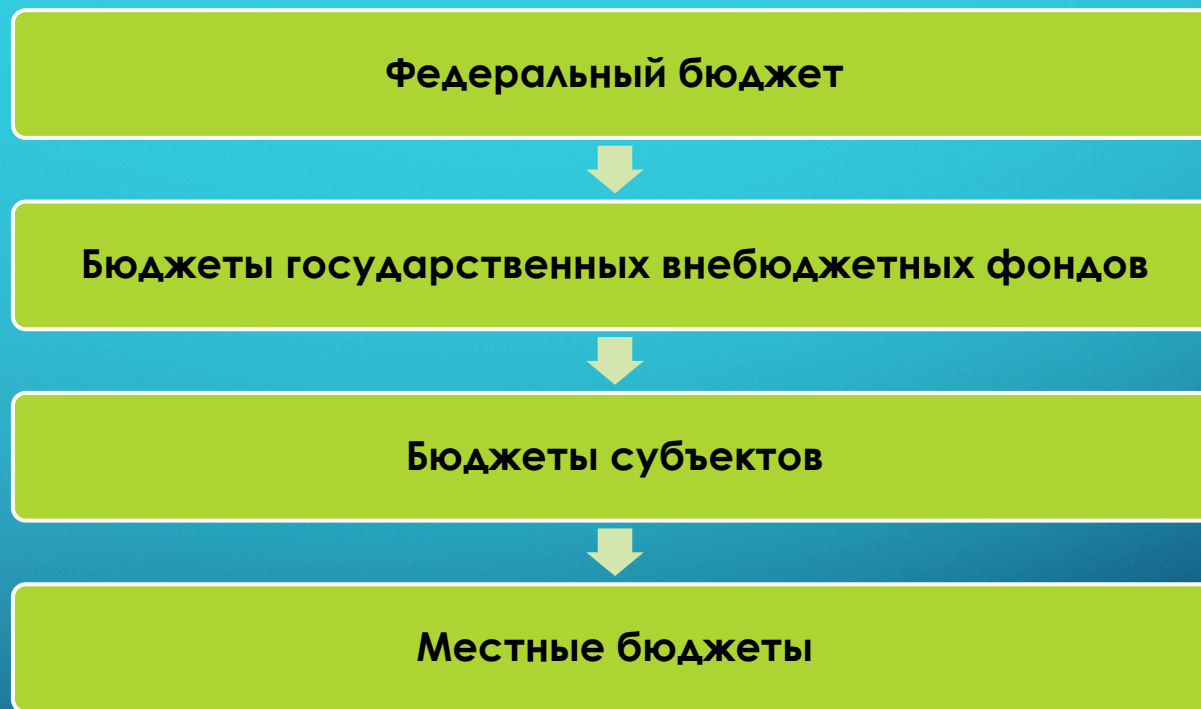 Федеральный бюджет
Бюджеты государственных внебюджетных фондов
Бюджеты субъектов
Местные бюджеты